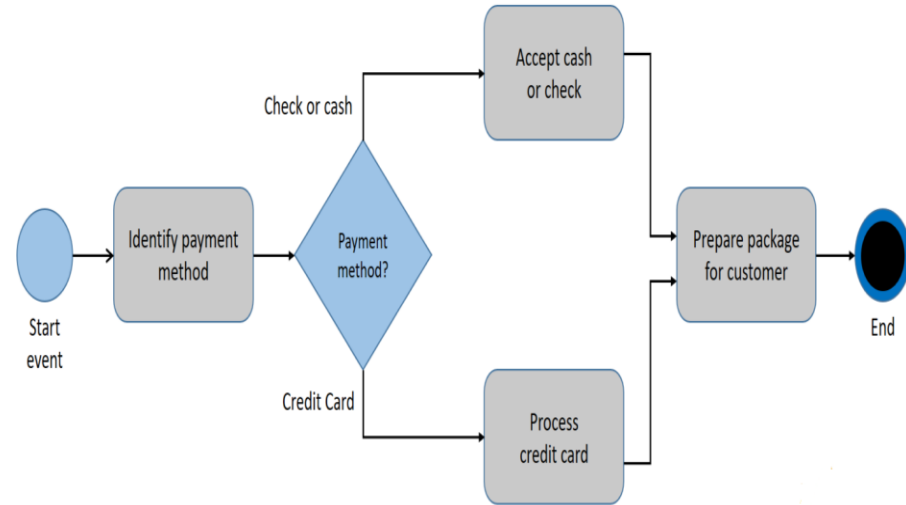 Start
event
Identify payment
method
Payment
method?
Check or cash
Accept cash
or check
Credit Card
Process
credit card
Prepare package
for customer
End